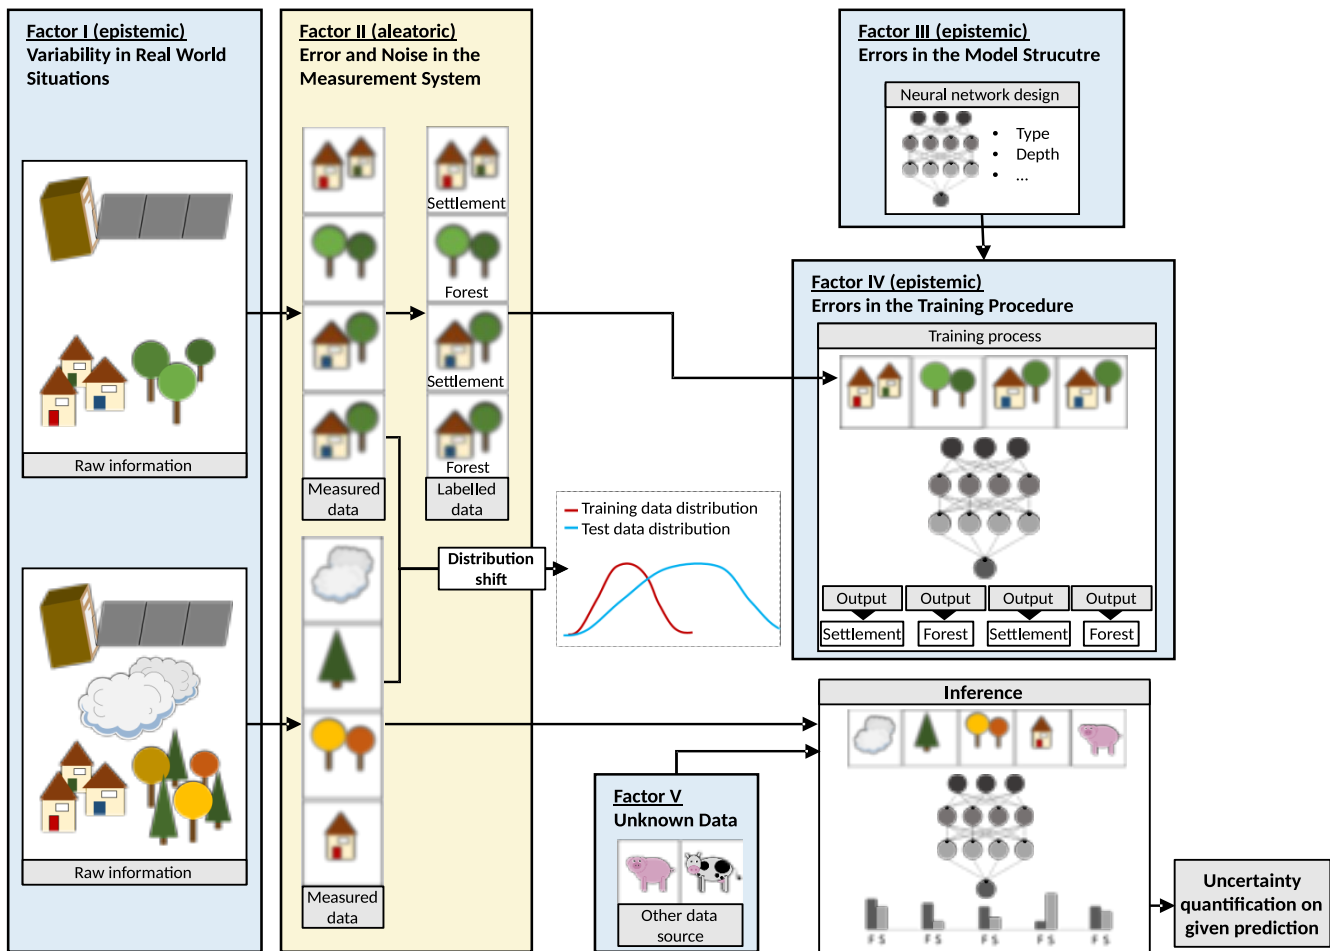 Factor I (epistemic)
Variability in Real World
Situations
Raw information
Raw information
Factor II (aleatoric)
Error and Noise in the
Measurement System
Settlement
Forest
Settlement
Forest
Measured
data
Labelled
data
Measured
data
Distribution
shift
Training data distribution
Test data distribution
Factor III (epistemic)
Errors in the Model Strucutre
Neural network design
• Type
• Depth
• ...
Factor IV (epistemic)
Errors in the Training Procedure
Training process
Output Output Output Output
Settlement Forest Settlement Forest
Factor V
Unknown Data
Other data
source
Inference
F S F S F S F S F S
Uncertainty
quantification on
given prediction